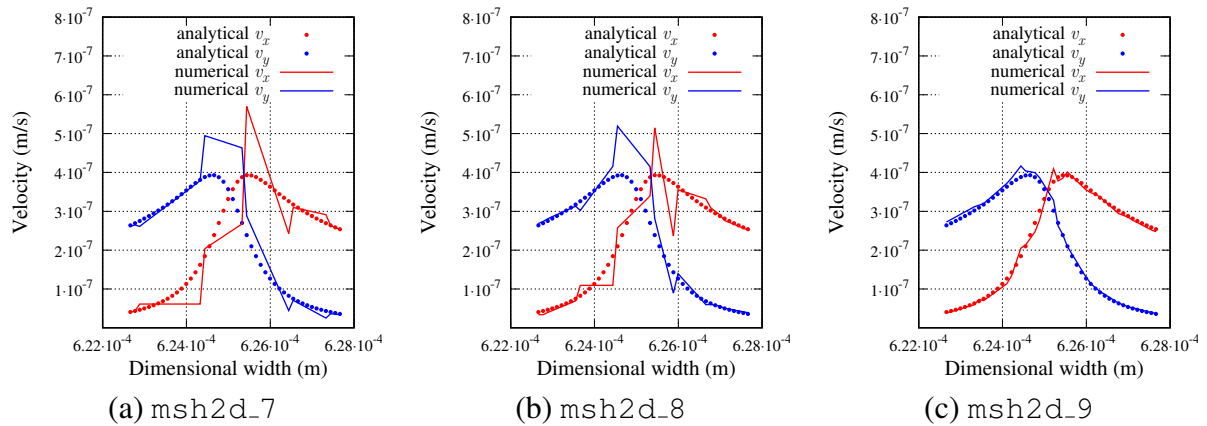 8·10⁻⁷
7·10⁻⁷
6·10⁻⁷
5·10⁻⁷
4·10⁻⁷
3·10⁻⁷
2·10⁻⁷
1·10⁻⁷
Velocity (m/s)
analytical vₓ
analytical v_y
numerical vₓ
numerical v_y
6.22·10⁻⁴ 6.24·10⁻⁴ 6.26·10⁻⁴ 6.28·10⁻⁴
Dimensional width (m)
(a) msh2d_7
8·10⁻⁷
7·10⁻⁷
6·10⁻⁷
5·10⁻⁷
4·10⁻⁷
3·10⁻⁷
2·10⁻⁷
1·10⁻⁷
Velocity (m/s)
analytical vₓ
analytical v_y
numerical vₓ
numerical v_y
6.22·10⁻⁴ 6.24·10⁻⁴ 6.26·10⁻⁴ 6.28·10⁻⁴
Dimensional width (m)
(b) msh2d_8
8·10⁻⁷
7·10⁻⁷
6·10⁻⁷
5·10⁻⁷
4·10⁻⁷
3·10⁻⁷
2·10⁻⁷
1·10⁻⁷
Velocity (m/s)
analytical vₓ
analytical v_y
numerical vₓ
numerical v_y
6.22·10⁻⁴ 6.24·10⁻⁴ 6.26·10⁻⁴ 6.28·10⁻⁴
Dimensional width (m)
(c) msh2d_9